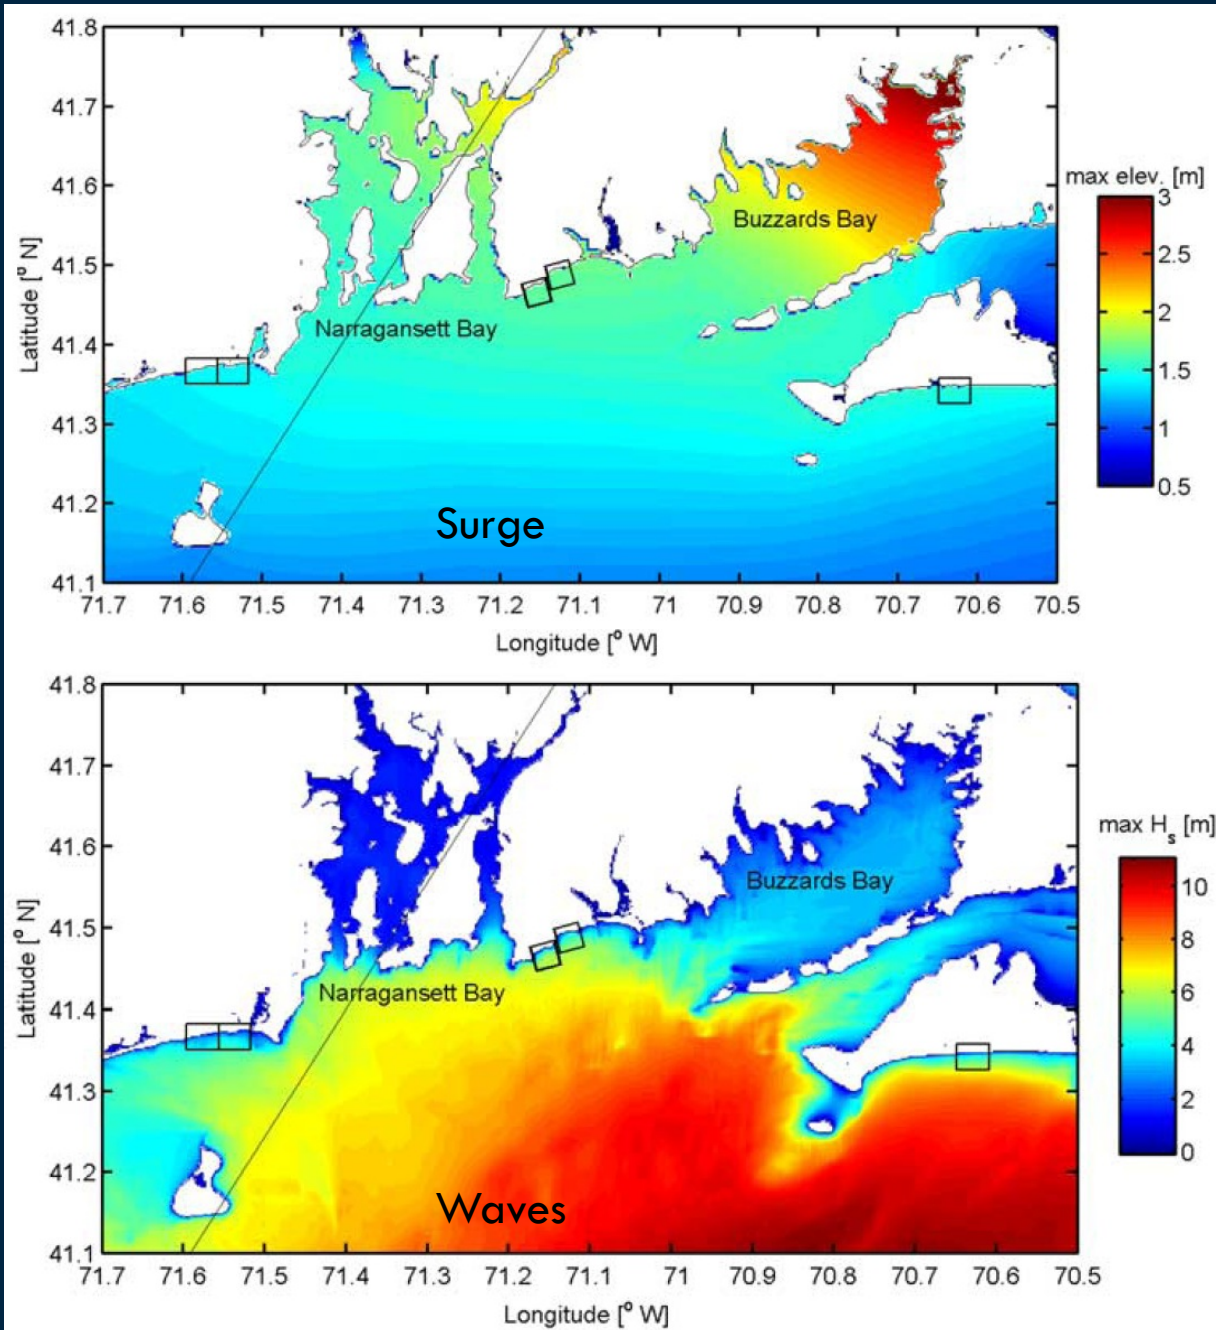 41.8
41.7
41.6
41.5
41.4
41.3
41.2
41.1
Latitude [° N]
Buzzards Bay
Narragansett Bay
Surge
max elev. [m]
3
2.5
2
1.5
1
0.5
71.7 71.6 71.5 71.4 71.3 71.2 71.1 71 70.9 70.8 70.7 70.6 70.5
Longitude [° W]
41.8
41.7
41.6
41.5
41.4
41.3
41.2
41.1
Latitude [° N]
Buzzards Bay
Narragansett Bay
Waves
max Hs [m]
10
8
6
4
2
0
71.7 71.6 71.5 71.4 71.3 71.2 71.1 71 70.9 70.8 70.7 70.6 70.5
Longitude [° W]